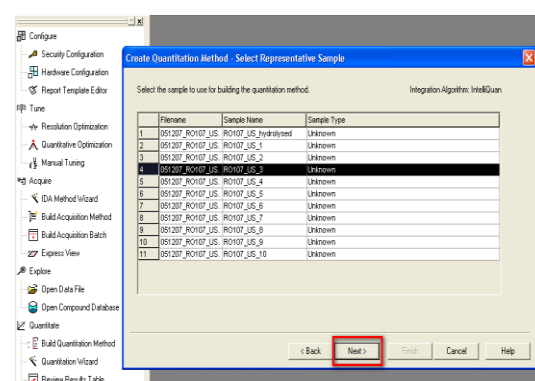 Configure
Security Configuration
Hardware Configuration
Report Template Editor
Tune
Resolution Optimization
Quantitative Optimization
Manual Tuning
Acquire
IDA Method Wizard
Build Acquisition Method
Build Acquisition Batch
Express View
Explore
Open Data File
Open Compound Database
Quantitate
Build Quantitation Method
Quantitation Wizard
Review Results Table
Create Quantitation Method - Select Representative Sample
Select the sample to use for building the quantitation method. Integration Algorithm: IntelliQuan
Filename Sample Name Sample Type
1 051207_RO107_US. RO107_US_hydrolysed Unknown
2 051207_RO107_US. RO107_US_1 Unknown
3 051207_RO107_US. RO107_US_2 Unknown
4 051207_RO107_US. RO107_US_3 Unknown
5 051207_RO107_US. RO107_US_4 Unknown
6 051207_RO107_US. RO107_US_5 Unknown
7 051207_RO107_US. RO107_US_6 Unknown
8 051207_RO107_US. RO107_US_7 Unknown
9 051207_RO107_US. RO107_US_8 Unknown
10 051207_RO107_US. RO107_US_9 Unknown
11 051207_RO107_US. RO107_US_10 Unknown
< Back Next > Finish Cancel Help